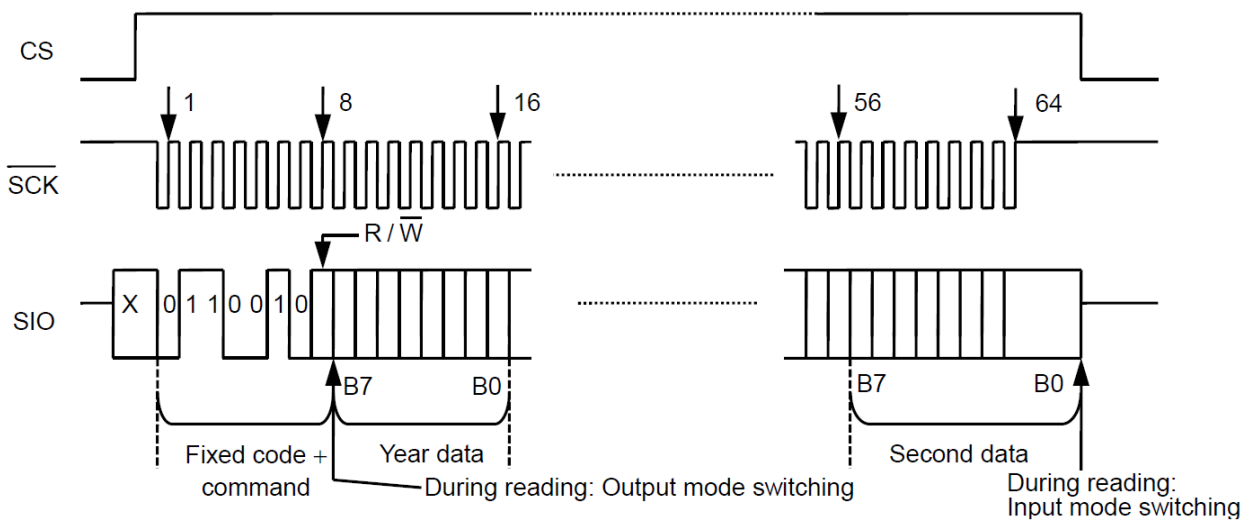 CS
1 8 16 56 64
SCK
R / W
X 0 1 1 0 0 1 0
SIO
B7 B0 B7 B0
Fixed code +
command
Year data
Second data
During reading: Output mode switching
During reading:
Input mode switching